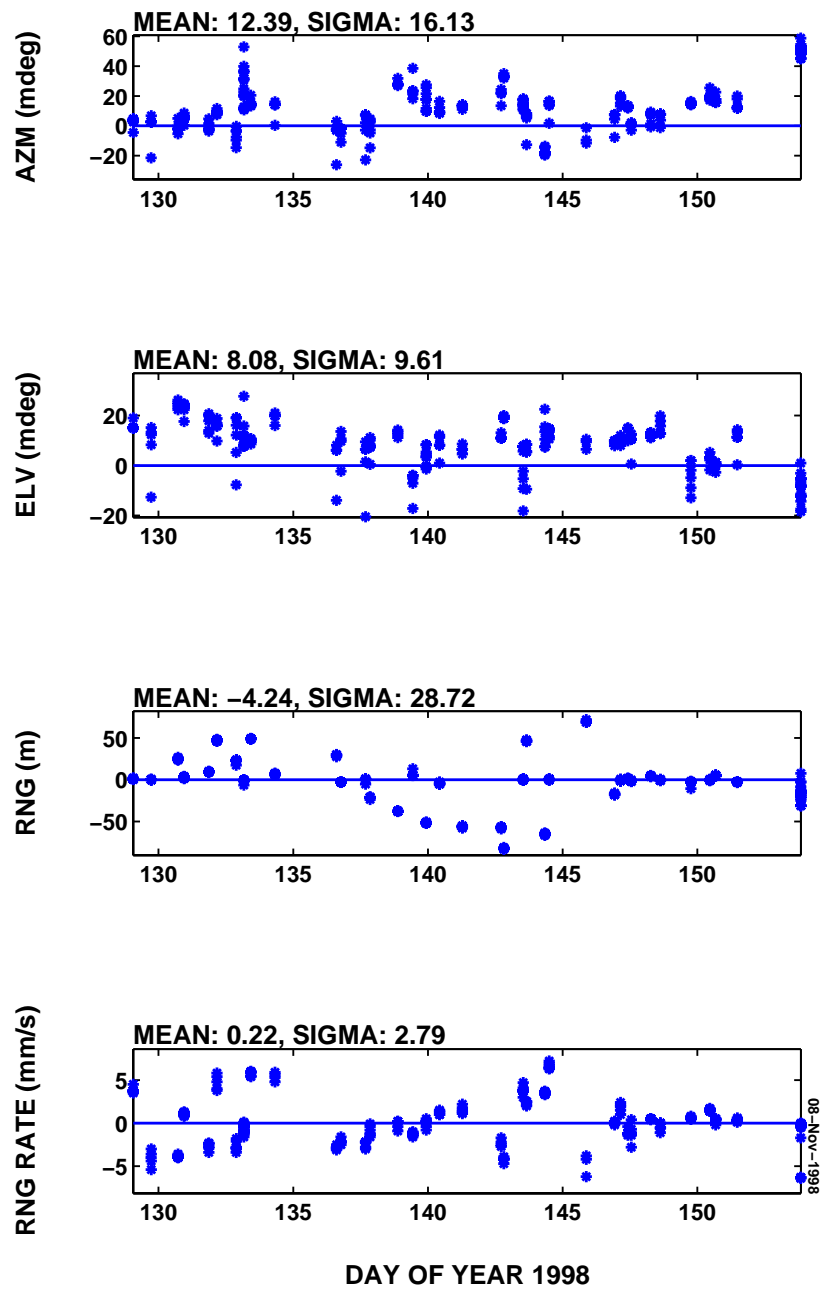 MEAN: 12.39, SIGMA: 16.13
AZM (mdeg)
60
40
20
0
−20
130 135 140 145 150
MEAN: 8.08, SIGMA: 9.61
ELV (mdeg)
20
0
−20
130 135 140 145 150
MEAN: −4.24, SIGMA: 28.72
RNG (m)
50
0
−50
130 135 140 145 150
MEAN: 0.22, SIGMA: 2.79
RNG RATE (mm/s)
5
0
−5
130 135 140 145 150
08−Nov−1998
DAY OF YEAR 1998